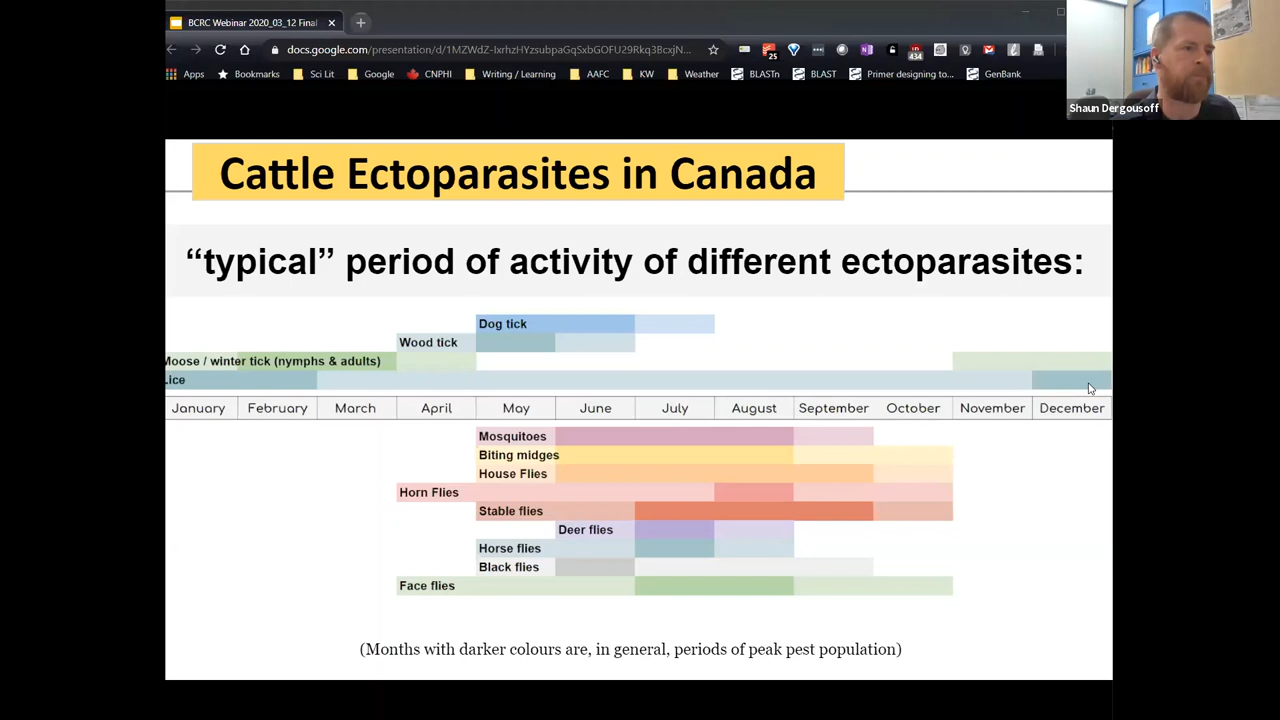 BCRC Webinar 2020_03_12 Final
docs.google.com/presentation/d/1MZWdZ-lxrhzHYzsubpaGqSxbGOFU29Rkq3BcxjN...
25
434
Apps Bookmarks Sci Lit Google CNPHI Writing / Learning AAFC KW Weather BLASTn BLAST Primer designing to... GenBank
Shaun Dergousoff
Cattle Ectoparasites in Canada
“typical” period of activity of different ectoparasites:
Dog tick
Wood tick
Moose / winter tick (nymphs & adults)
Lice
January February March April May June July August September October November December
Mosquitoes
Biting midges
House Flies
Horn Flies
Stable flies
Deer flies
Horse flies
Black flies
Face flies
(Months with darker colours are, in general, periods of peak pest population)